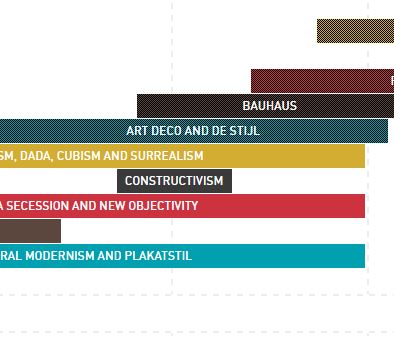 BAUHAUS
ART DECO AND DE STIJL
SM, DADA, CUBISM AND SURREALISM
CONSTRUCTIVISM
A SECESSION AND NEW OBJECTIVITY
RAL MODERNISM AND PLAKATSTIL